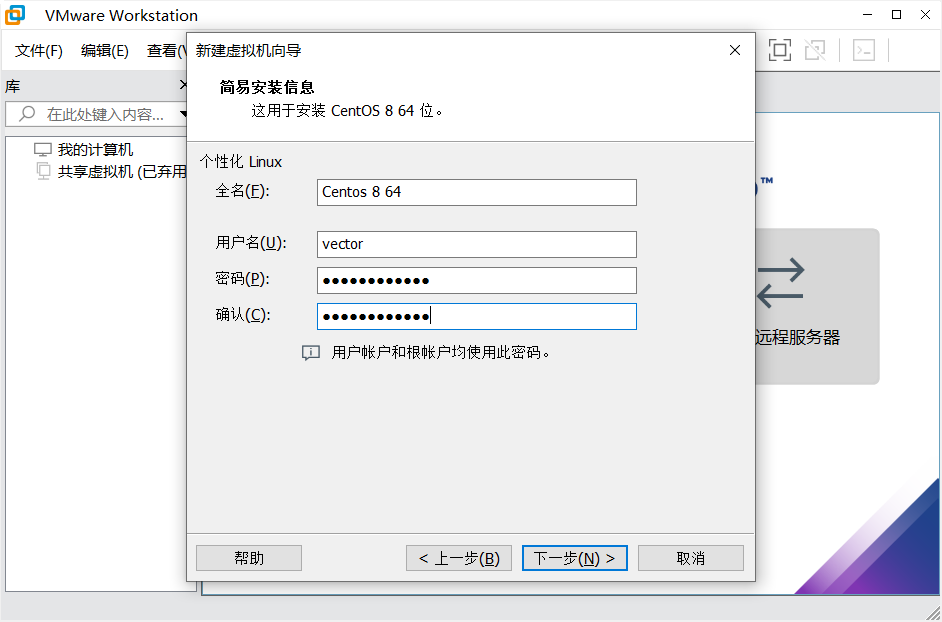 VMware Workstation
文件(F) 编辑(E) 查看(V
库
在此处键入内容...
我的计算机
共享虚拟机 (已弃用
新建虚拟机向导
简易安装信息
这用于安装 CentOS 8 64 位。
个性化 Linux
全名(F): Centos 8 64
用户名(U): vector
密码(P): ●●●●●●●●●●●●
确认(C): ●●●●●●●●●●●●
用户帐户和根帐户均使用此密码。
帮助 < 上一步(B) 下一步(N) > 取消
TM
远程服务器